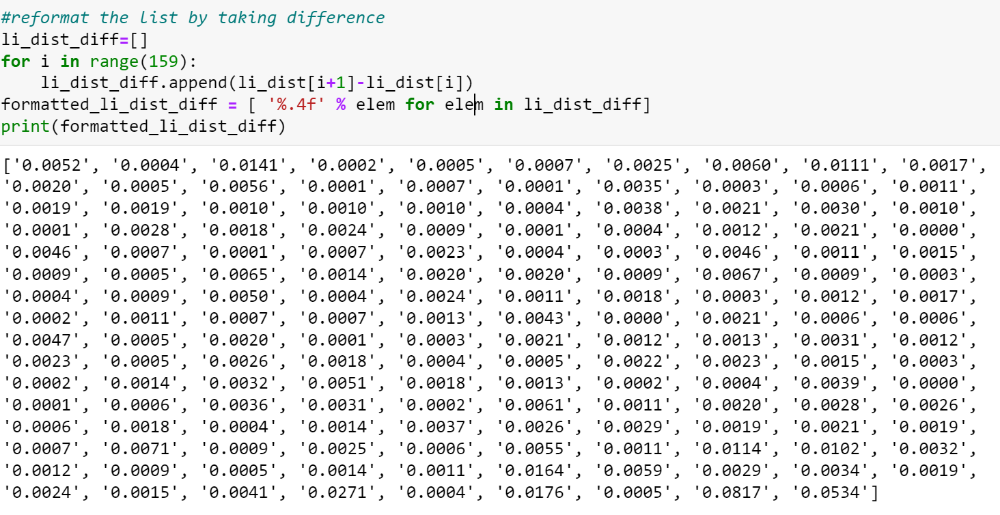 #reformat the list by taking difference
li_dist_diff=[]
for i in range(159):
    li_dist_diff.append(li_dist[i+1]-li_dist[i])
formatted_li_dist_diff = [ '%.4f' % elem for elem in li_dist_diff]
print(formatted_li_dist_diff)
['0.0052', '0.0004', '0.0141', '0.0002', '0.0005', '0.0007', '0.0025', '0.0060', '0.0111', '0.0017',
'0.0020', '0.0005', '0.0056', '0.0001', '0.0007', '0.0001', '0.0035', '0.0003', '0.0006', '0.0011',
'0.0019', '0.0019', '0.0010', '0.0010', '0.0010', '0.0004', '0.0038', '0.0021', '0.0030', '0.0010',
'0.0001', '0.0028', '0.0018', '0.0024', '0.0009', '0.0001', '0.0004', '0.0012', '0.0021', '0.0000',
'0.0046', '0.0007', '0.0001', '0.0007', '0.0023', '0.0004', '0.0003', '0.0046', '0.0011', '0.0015',
'0.0009', '0.0005', '0.0065', '0.0014', '0.0020', '0.0020', '0.0009', '0.0067', '0.0009', '0.0003',
'0.0004', '0.0009', '0.0050', '0.0004', '0.0024', '0.0011', '0.0018', '0.0003', '0.0012', '0.0017',
'0.0002', '0.0011', '0.0007', '0.0007', '0.0013', '0.0043', '0.0000', '0.0021', '0.0006', '0.0006',
'0.0047', '0.0005', '0.0020', '0.0001', '0.0003', '0.0021', '0.0012', '0.0013', '0.0031', '0.0012',
'0.0023', '0.0005', '0.0026', '0.0018', '0.0004', '0.0005', '0.0022', '0.0023', '0.0015', '0.0003',
'0.0002', '0.0014', '0.0032', '0.0051', '0.0018', '0.0013', '0.0002', '0.0004', '0.0039', '0.0000',
'0.0001', '0.0006', '0.0036', '0.0031', '0.0002', '0.0061', '0.0011', '0.0020', '0.0028', '0.0026',
'0.0006', '0.0018', '0.0004', '0.0014', '0.0037', '0.0026', '0.0029', '0.0019', '0.0021', '0.0019',
'0.0007', '0.0071', '0.0009', '0.0025', '0.0006', '0.0055', '0.0011', '0.0114', '0.0102', '0.0032',
'0.0012', '0.0009', '0.0005', '0.0014', '0.0011', '0.0164', '0.0059', '0.0029', '0.0034', '0.0019',
'0.0024', '0.0015', '0.0041', '0.0271', '0.0004', '0.0176', '0.0005', '0.0817', '0.0534']